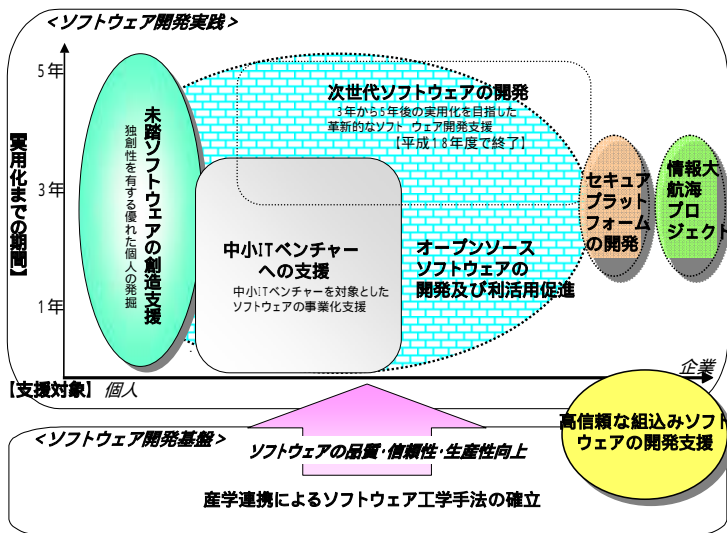 <ソフトウェア開発実践>
5年
3年
1年
【実用化までの期間】
未踏ソフトウェアの創造支援
独創性を有する優れた個人の発掘
次世代ソフトウェアの開発
3年から5年後の実用化を目指した
革新的なソフトウェア開発支援
【平成18年度で終了】
中小ITベンチャー
への支援
中小ITベンチャーを対象とした
ソフトウェアの事業化支援
オープンソース
ソフトウェアの
開発及び利活用促進
セキュア
プラット
フォーム
の開発
情報大
航海
プロ
ジェクト
企業
【支援対象】 個人
高信頼な組込みソフト
ウェアの開発支援
<ソフトウェア開発基盤>
ソフトウェアの品質・信頼性・生産性向上
産学連携によるソフトウェア工学手法の確立